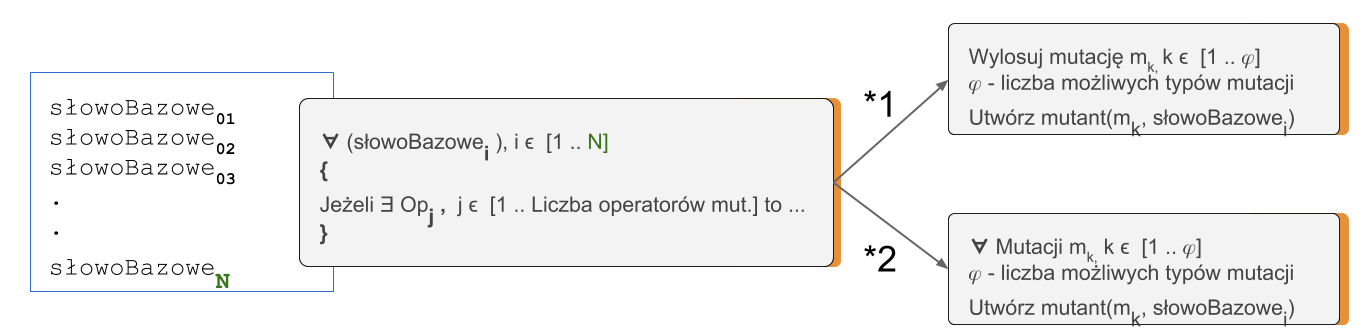 słowoBazowe01
słowoBazowe02
słowoBazowe03
.
.
słowoBazoweN
∀ (słowoBazowei ), i ϵ [1 .. N]
{
Jeżeli ∃ Opj , j ϵ [1 .. Liczba operatorów mut.] to ...
}
*1
Wylosuj mutację mk, k ϵ [1 .. φ]
φ - liczba możliwych typów mutacji
Utwórz mutant(mk, słowoBazowei)
*2
∀ Mutacji mk, k ϵ [1 .. φ]
φ - liczba możliwych typów mutacji
Utwórz mutant(mk, słowoBazowei)